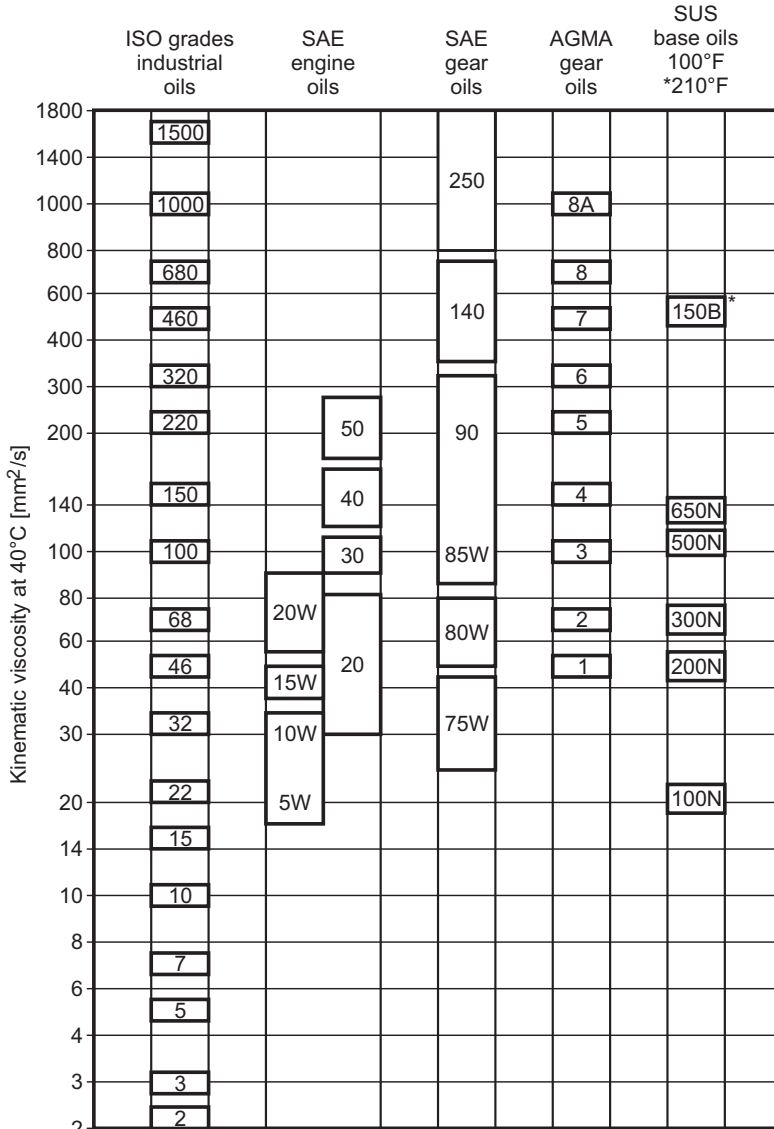 ISO grades
industrial
oils
SAE
engine
oils
SAE
gear
oils
AGMA
gear
oils
SUS
base oils
100°F
*210°F
Kinematic viscosity at 40°C [mm²/s]
1800
1400
1000
800
600
400
300
200
140
100
80
60
40
30
20
14
10
8
6
4
3
2
1500
1000
680
460
320
220
150
100
68
46
32
22
15
10
7
5
3
2
20W
15W
10W
5W
50
40
30
20
250
140
90
85W
80W
75W
8A
8
7
6
5
4
3
2
1
150B *
650N
500N
300N
200N
100N